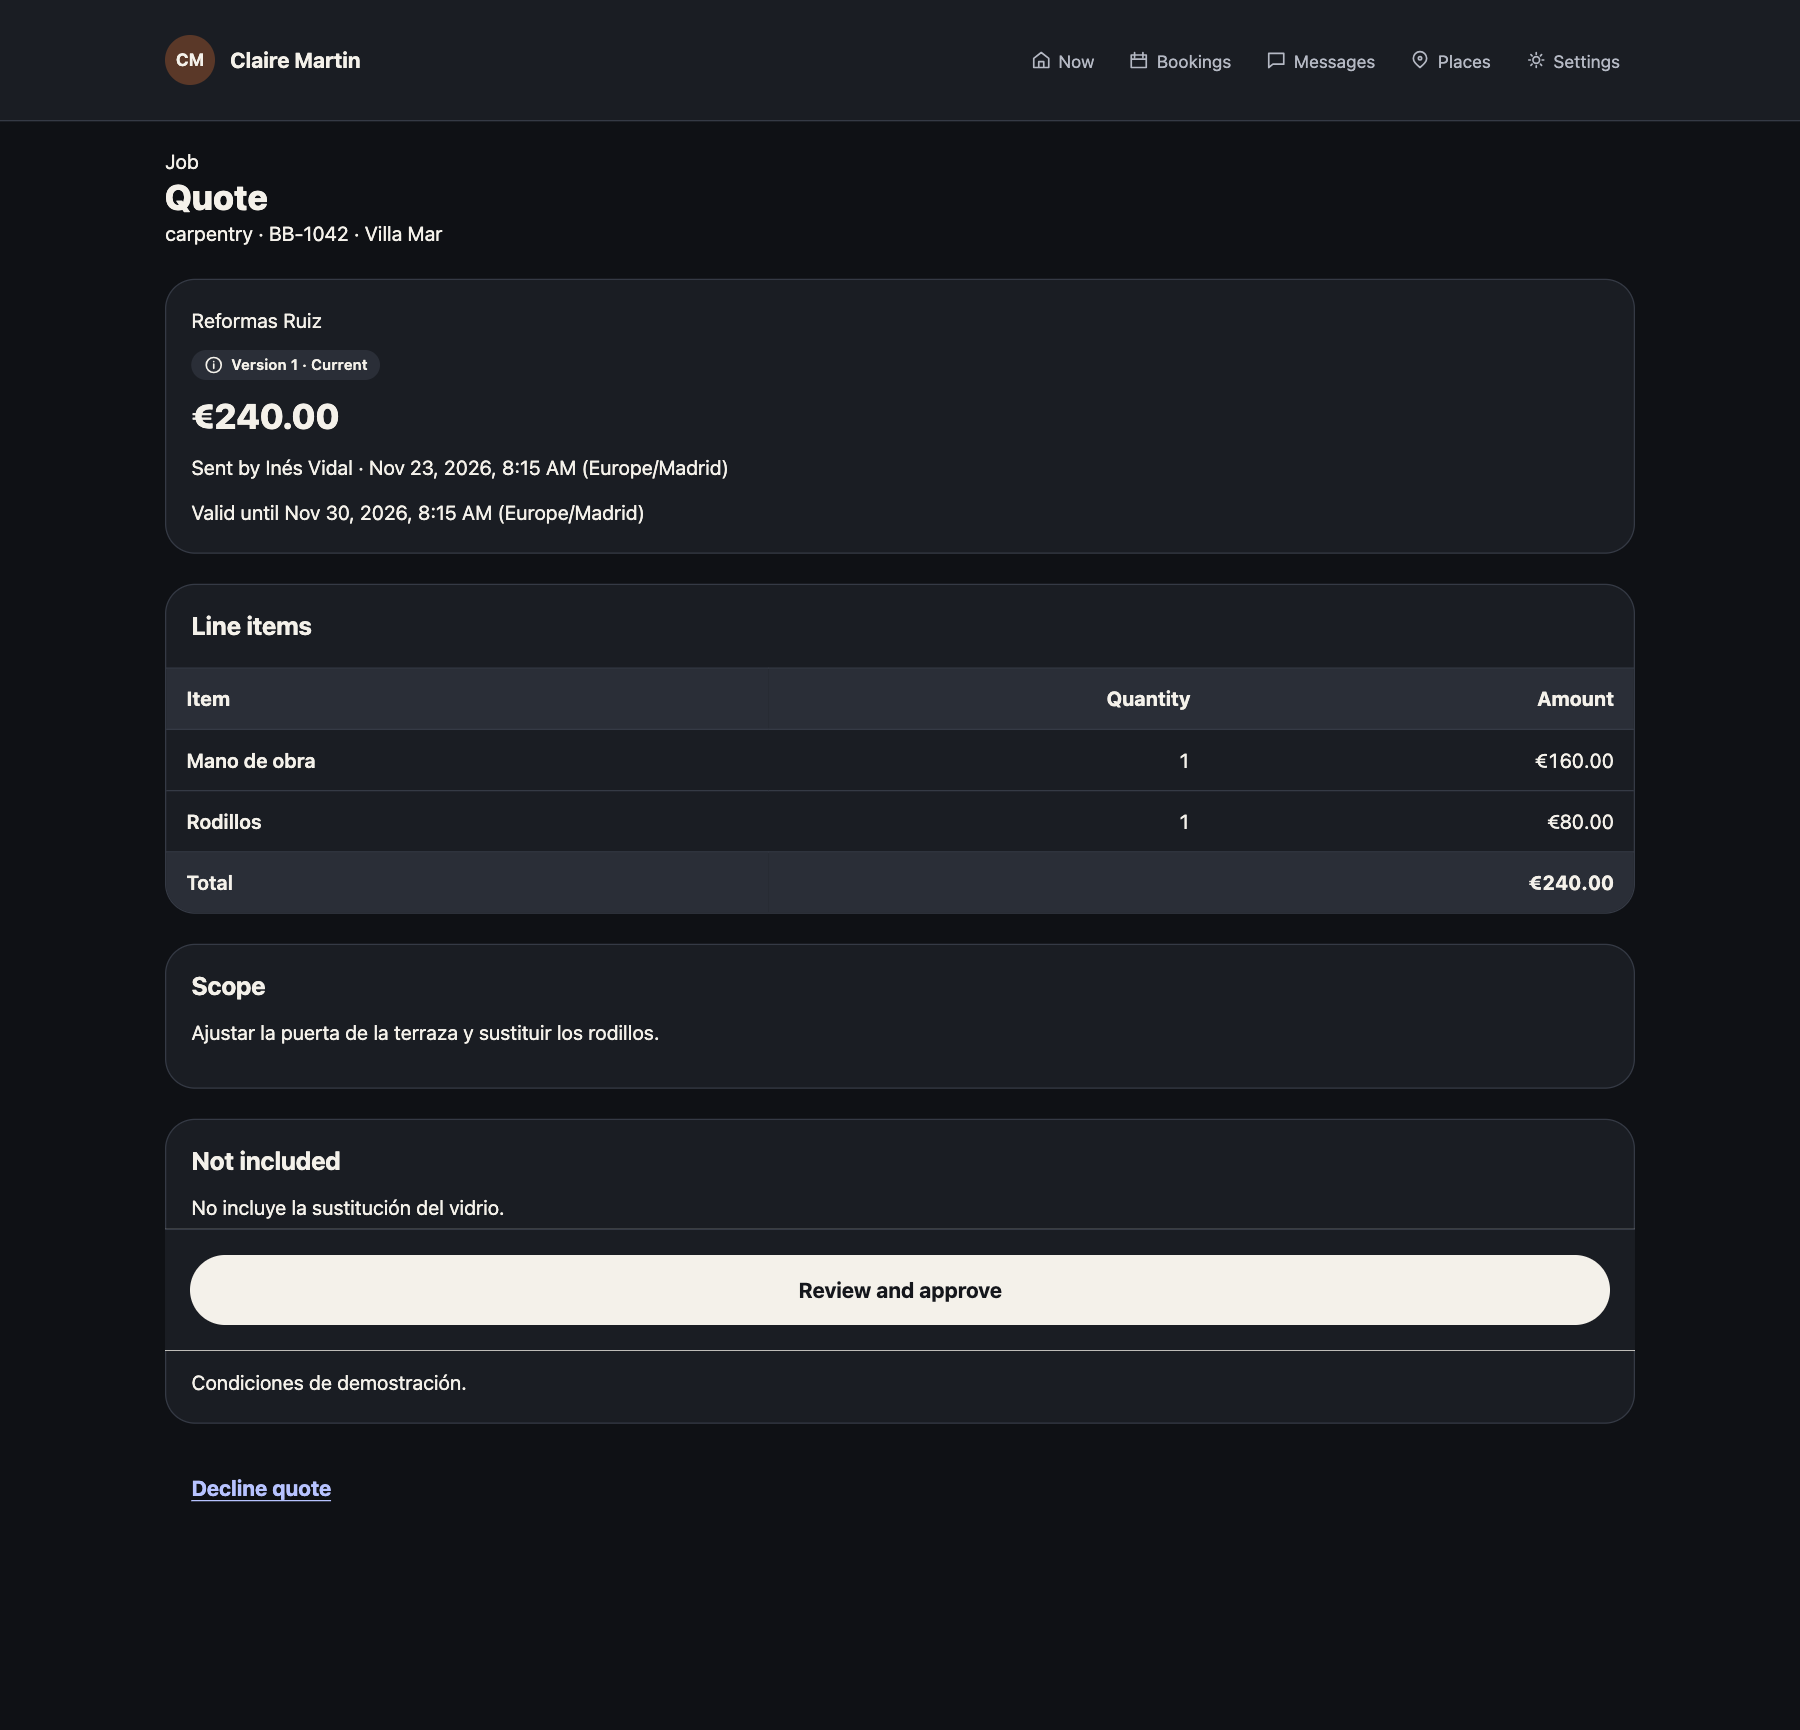 CM Claire Martin
Now Bookings Messages Places Settings
Job
Quote
carpentry · BB-1042 · Villa Mar
Reformas Ruiz
Version 1 · Current
€240.00
Sent by Inés Vidal · Nov 23, 2026, 8:15 AM (Europe/Madrid)
Valid until Nov 30, 2026, 8:15 AM (Europe/Madrid)
Line items
Item Quantity Amount
Mano de obra 1 €160.00
Rodillos 1 €80.00
Total €240.00
Scope
Ajustar la puerta de la terraza y sustituir los rodillos.
Not included
No incluye la sustitución del vidrio.
Review and approve
Condiciones de demostración.
Decline quote